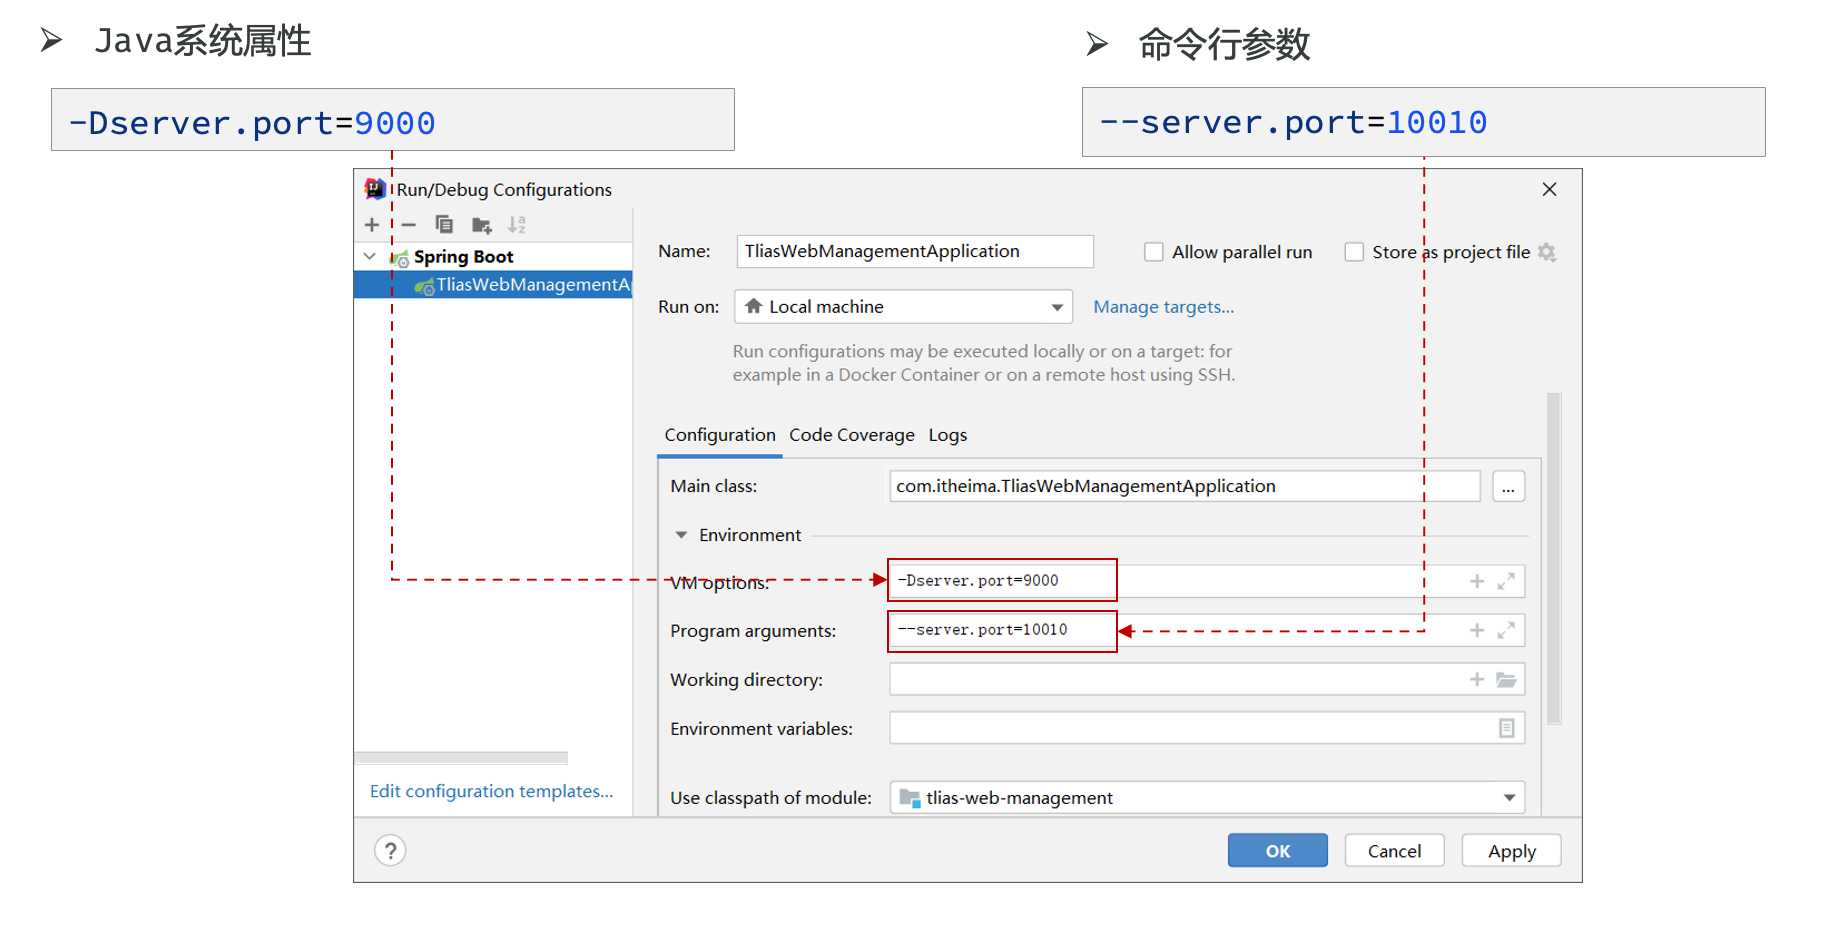 ➢ Java系统属性
➢ 命令行参数
-Dserver.port=9000
--server.port=10010
Run/Debug Configurations
Spring Boot
TliasWebManagementAp
Name: TliasWebManagementApplication
Allow parallel run
Store as project file
Run on: Local machine
Manage targets...
Run configurations may be executed locally or on a target: for
example in a Docker Container or on a remote host using SSH.
Configuration Code Coverage Logs
Main class: com.itheima.TliasWebManagementApplication ...
Environment
VM options: -Dserver.port=9000
Program arguments: --server.port=10010
Working directory:
Environment variables:
Use classpath of module: tlias-web-management
Edit configuration templates...
? OK Cancel Apply